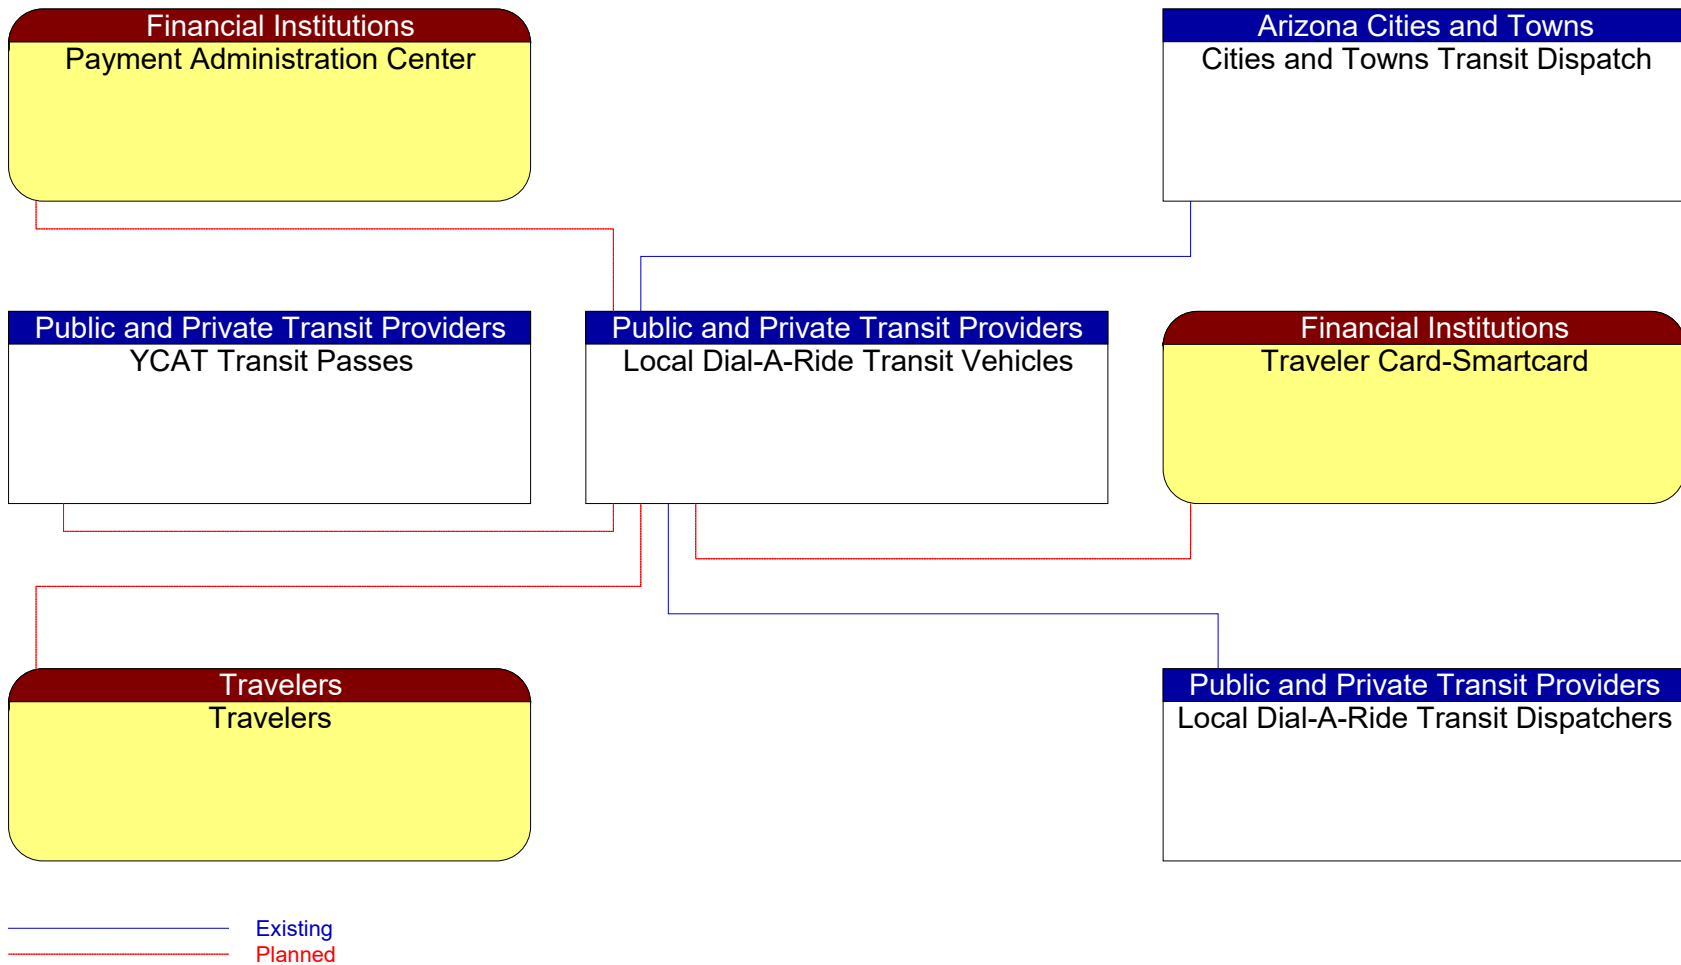 Financial Institutions
Payment Administration Center
Arizona Cities and Towns
Cities and Towns Transit Dispatch
Public and Private Transit Providers
YCAT Transit Passes
Public and Private Transit Providers
Local Dial-A-Ride Transit Vehicles
Financial Institutions
Traveler Card-Smartcard
Travelers
Travelers
Public and Private Transit Providers
Local Dial-A-Ride Transit Dispatchers
Existing
Planned